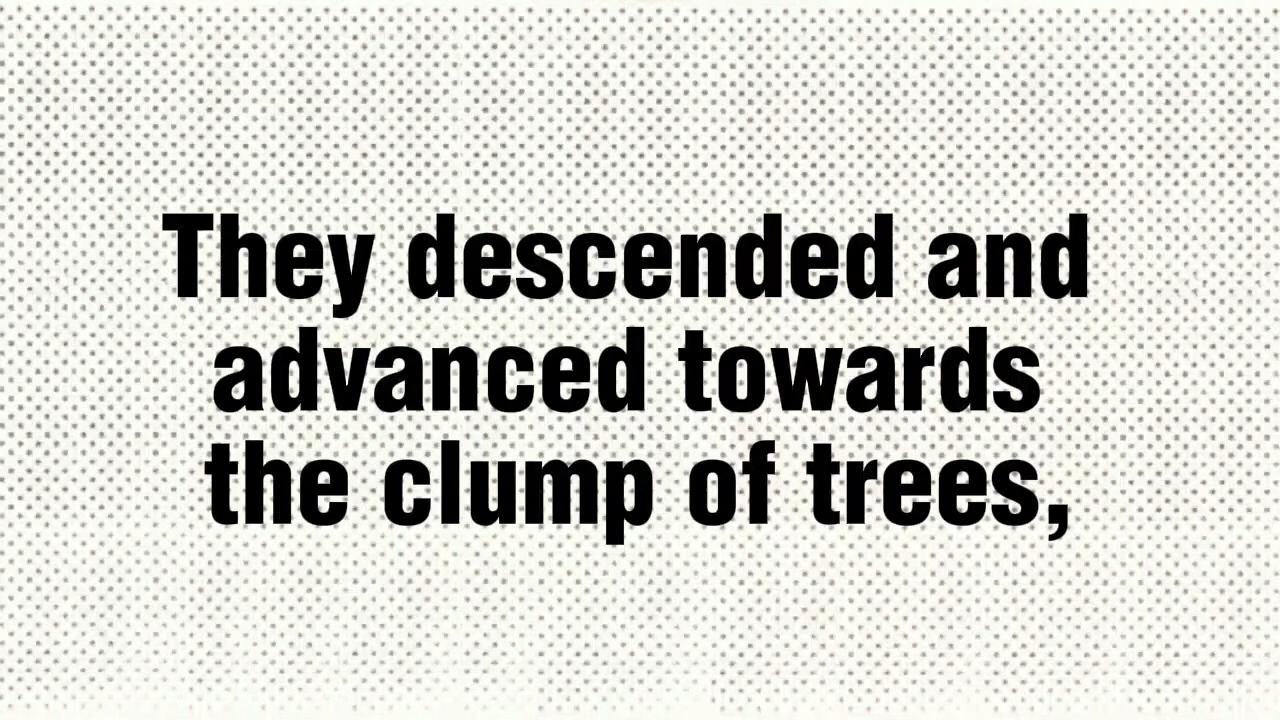 They descended and
advanced towards
the clump of trees,